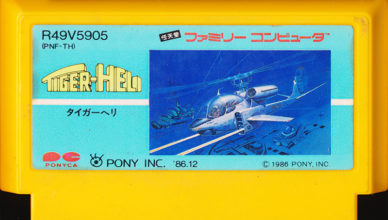 R49V5905
(PNF-TH)
任天堂 ファミリー コンピュータ
TIGER-HELI
タイガーヘリ
PONYCA
PONY INC. '86.12
© 1986 PONY, INC.